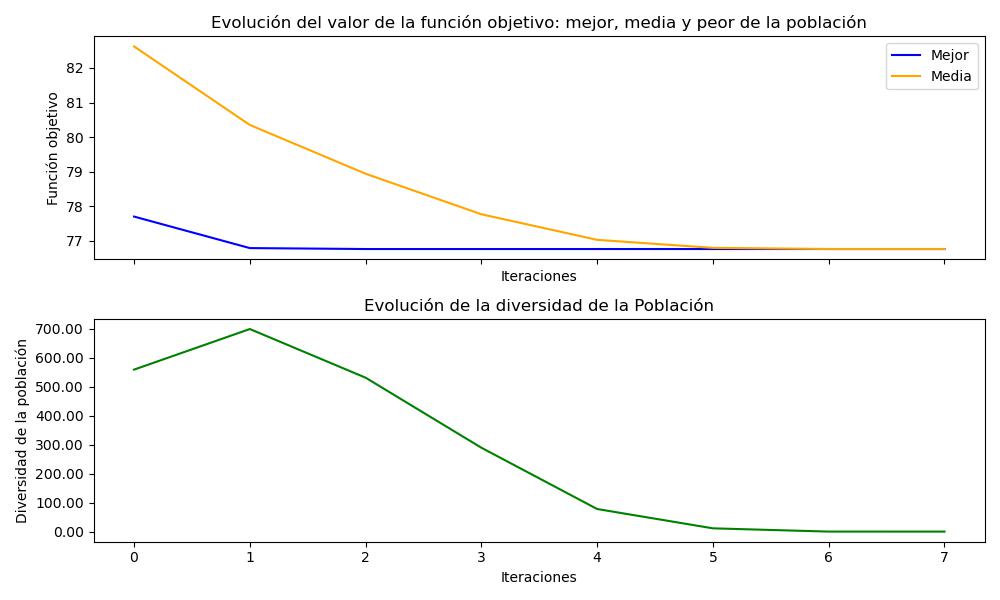 Evolución del valor de la función objetivo: mejor, media y peor de la población
Mejor
Media
82
81
80
79
78
77
Función objetivo
Iteraciones
Evolución de la diversidad de la Población
700.00
600.00
500.00
400.00
300.00
200.00
100.00
0.00
Diversidad de la población
0 1 2 3 4 5 6 7
Iteraciones